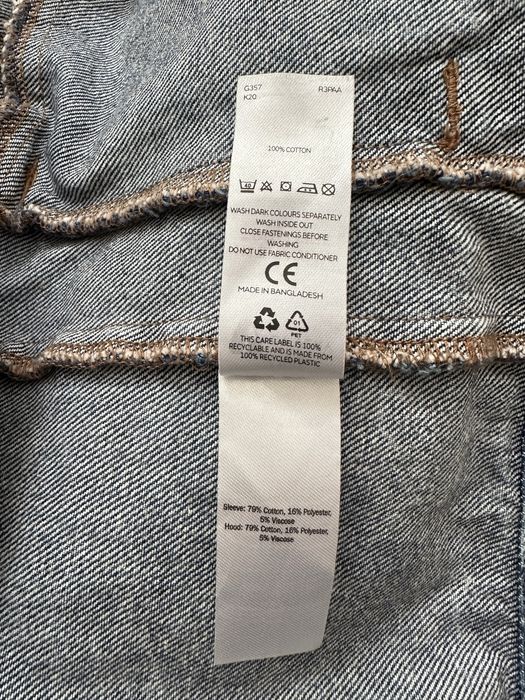 G357 R3PAA
K20
100% COTTON
40
WASH DARK COLOURS SEPARATELY
WASH INSIDE OUT
CLOSE FASTENINGS BEFORE
WASHING
DO NOT USE FABRIC CONDITIONER
CE
MADE IN BANGLADESH
01
PET
THIS CARE LABEL IS 100%
RECYCLABLE AND IS MADE FROM
100% RECYCLED PLASTIC
Sleeve: 79% Cotton, 16% Polyester,
5% Viscose
Hood: 79% Cotton, 16% Polyester,
5% Viscose